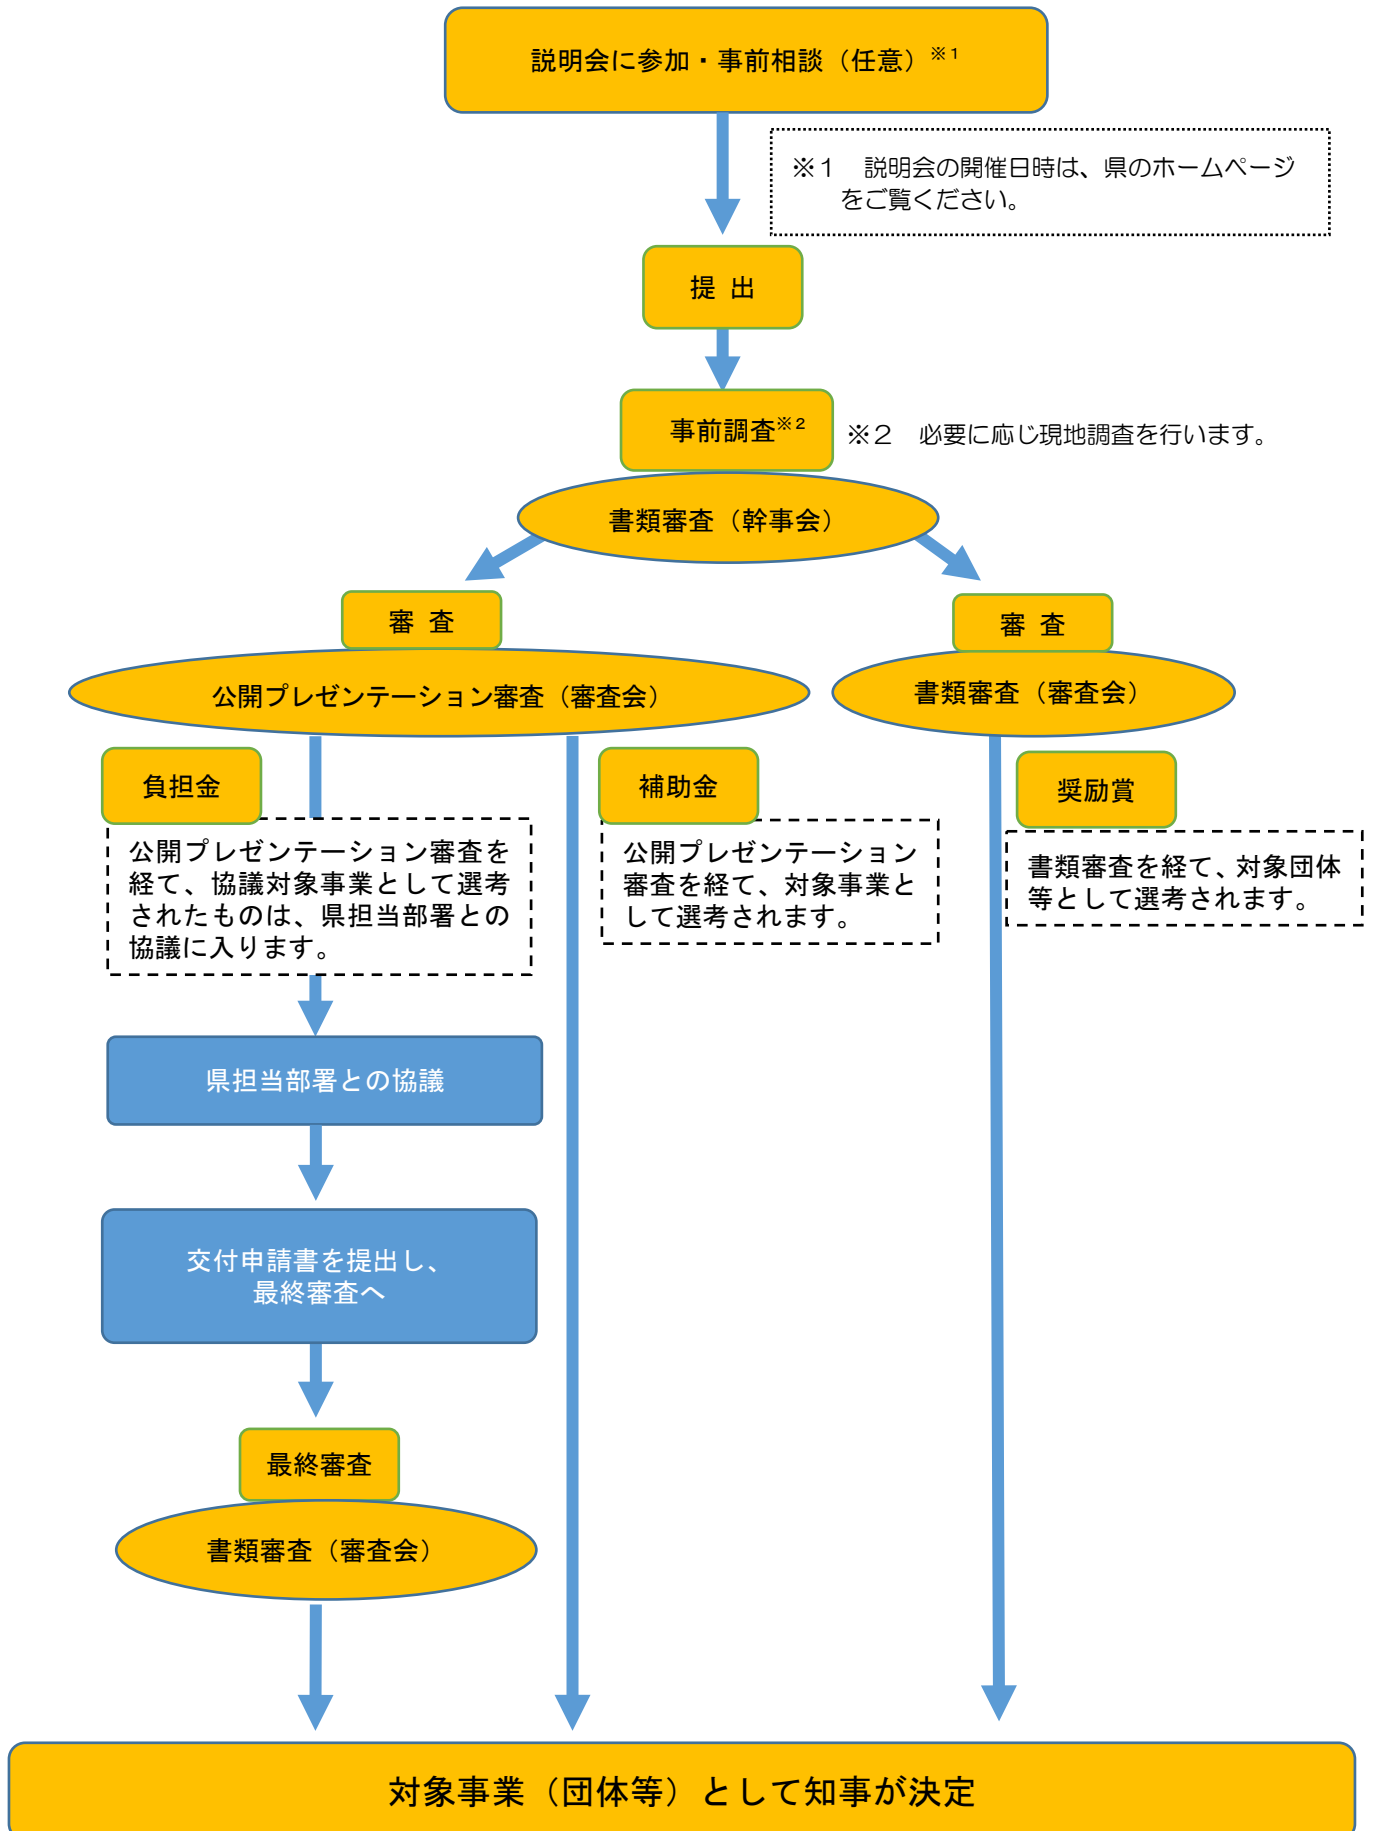 説明会に参加・事前相談（任意）※１
※１　説明会の開催日時は、県のホームページ
をご覧ください。
提 出
事前調査※２
※２　必要に応じ現地調査を行います。
書類審査（幹事会）
審 査
公開プレゼンテーション審査（審査会）
審 査
書類審査（審査会）
負担金
公開プレゼンテーション審査を
経て、協議対象事業として選考
されたものは、県担当部署との
協議に入ります。
補助金
公開プレゼンテーション
審査を経て、対象事業と
して選考されます。
奨励賞
書類審査を経て、対象団体
等として選考されます。
県担当部署との協議
交付申請書を提出し、
最終審査へ
最終審査
書類審査（審査会）
対象事業（団体等）として知事が決定